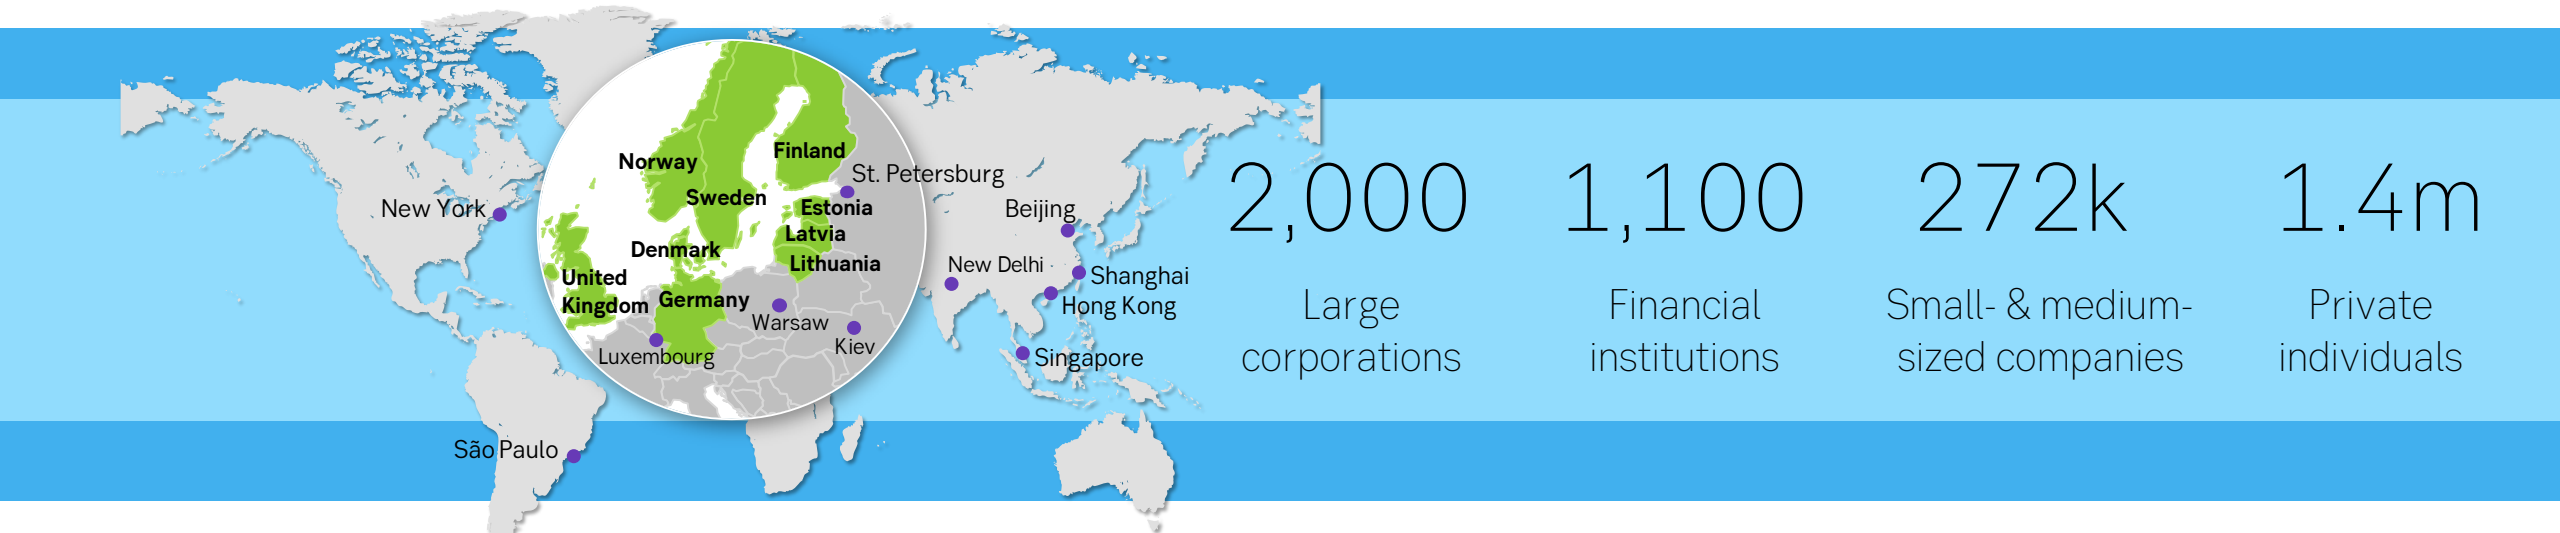 New York
São Paulo
Norway
Finland
St. Petersburg
Sweden
Estonia
Latvia
Denmark
Lithuania
United
Kingdom
Germany
Warsaw
Kiev
Luxembourg
Beijing
New Delhi
Shanghai
Hong Kong
Singapore
2,000
Large
corporations
1,100
Financial
institutions
272k
Small- & medium-
sized companies
1.4m
Private
individuals